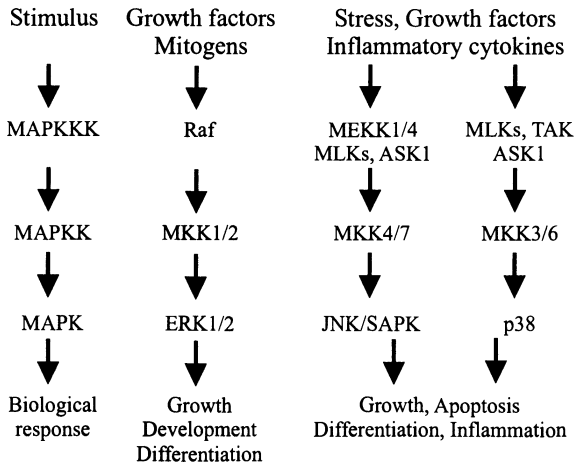 Stimulus
Growth factors
Mitogens
Stress, Growth factors
Inflammatory cytokines
MAPKKK
Raf
MEKK1/4
MLKs, ASK1
MLKs, TAK
ASK1
MAPKK
MKK1/2
MKK4/7
MKK3/6
MAPK
ERK1/2
JNK/SAPK
p38
Biological
response
Growth
Development
Differentiation
Growth, Apoptosis
Differentiation, Inflammation